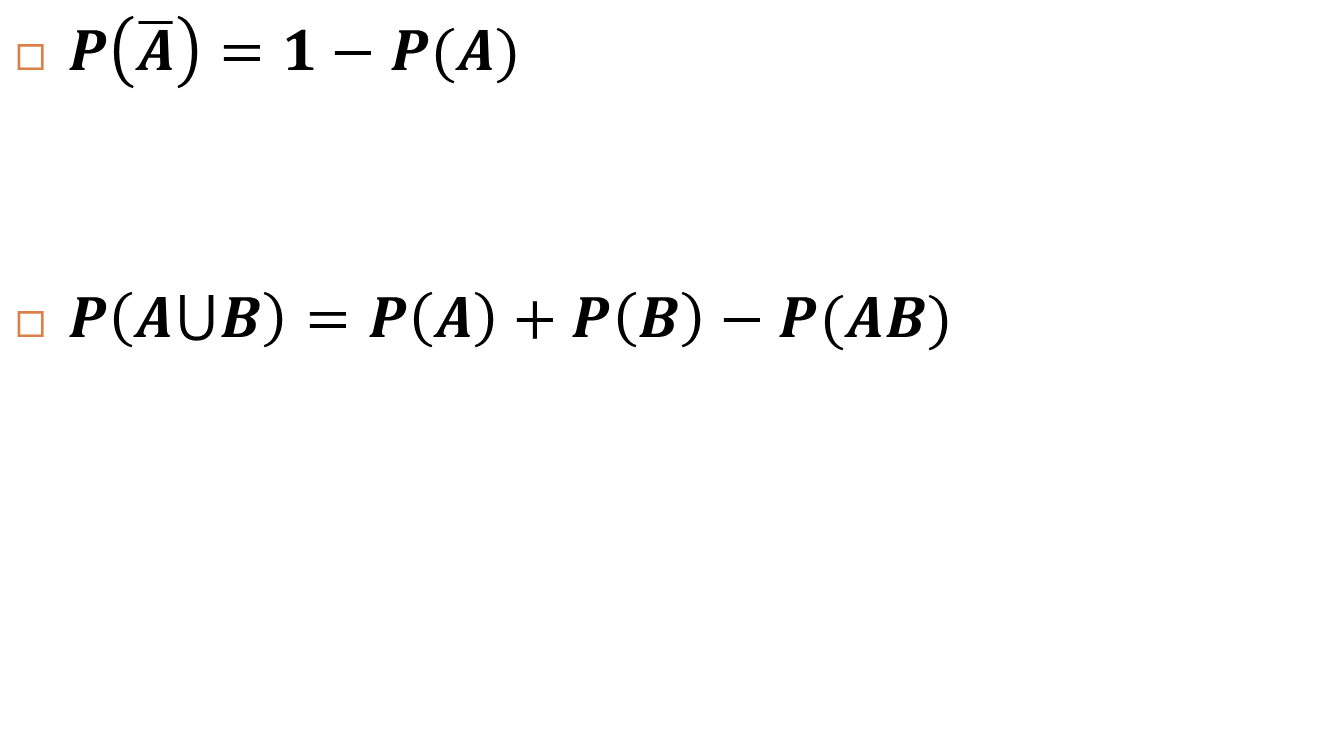 □ P(A̅) = 1 − P(A)
□ P(A∪B) = P(A) + P(B) − P(AB)